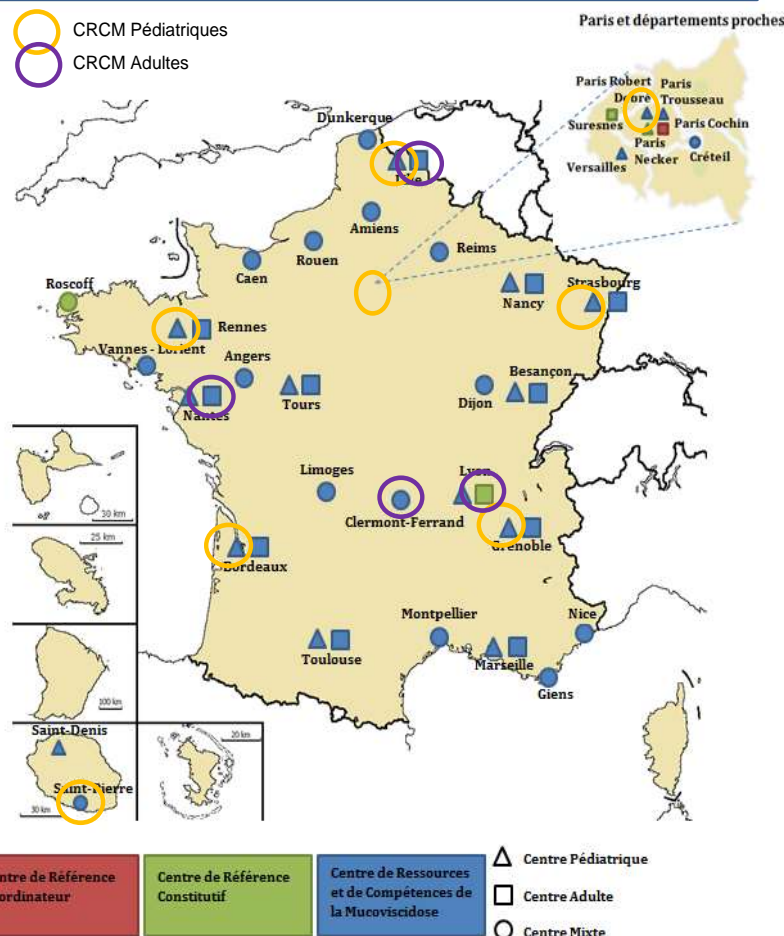 CRCM Pédiatriques
CRCM Adultes
Paris et départements proches
Paris Robert
Paris
Trousseau
Suresnes
Paris Cochin
Paris
Necker
Versailles
Créteil
Dunkerque
Amiens
Rouen
Reims
Caen
Roscoff
Nancy
Strasbourg
Rennes
Vannes - Lorient
Angers
Besançon
Nantes
Tours
Dijon
Limoges
Lyon
Clermont-Ferrand
Grenoble
Bordeaux
Montpellier
Nice
Toulouse
Marseille
Giens
30 km
25 km
100 km
Saint-Denis
20 km
Saint-Pierre
30 km
ntre de Référence
ordinateur
Centre de Référence
Constitutif
Centre de Ressources
et de Compétences de
la Mucoviscidose
Centre Pédiatrique
Centre Adulte
Centre Mixte